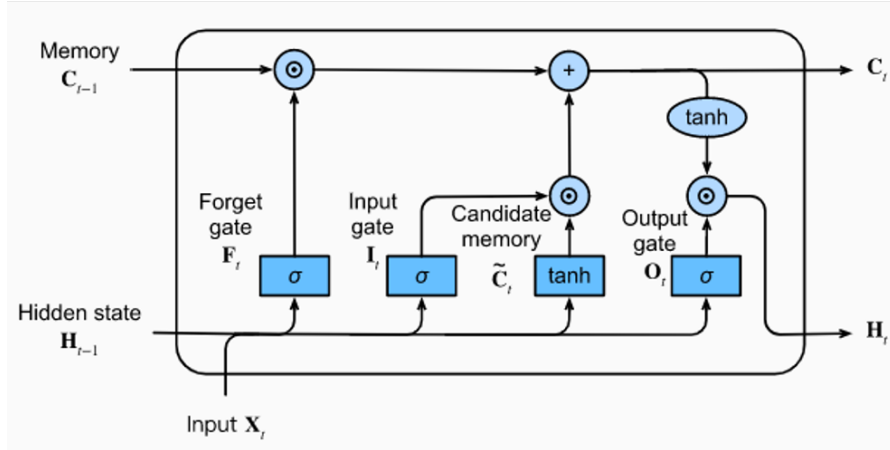 Memory
C_{t-1}
⊙
+
C_t
tanh
Forget
gate
F_t
Input
gate
I_t
⊙
Candidate
memory
C̃_t
Output
gate
O_t
⊙
σ
σ
tanh
σ
Hidden state
H_{t-1}
H_t
Input X_t